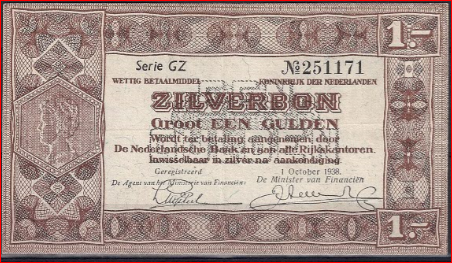 1.-
Serie GZ № 251171
WETTIG BETAALMIDDEL KONINKRIJK DER NEDERLANDEN
ZILVERBON
Groot EEN GULDEN
Wordt ter betaling aangenomen door
De Nederlandsche Bank en aan alle Rijkskantoren.
Inwisselbaar in zilver na aankondiging
Geregistreerd 1 October 1938.
De Agent van het Ministerie van Financiën De Minister van Financiën
1.-